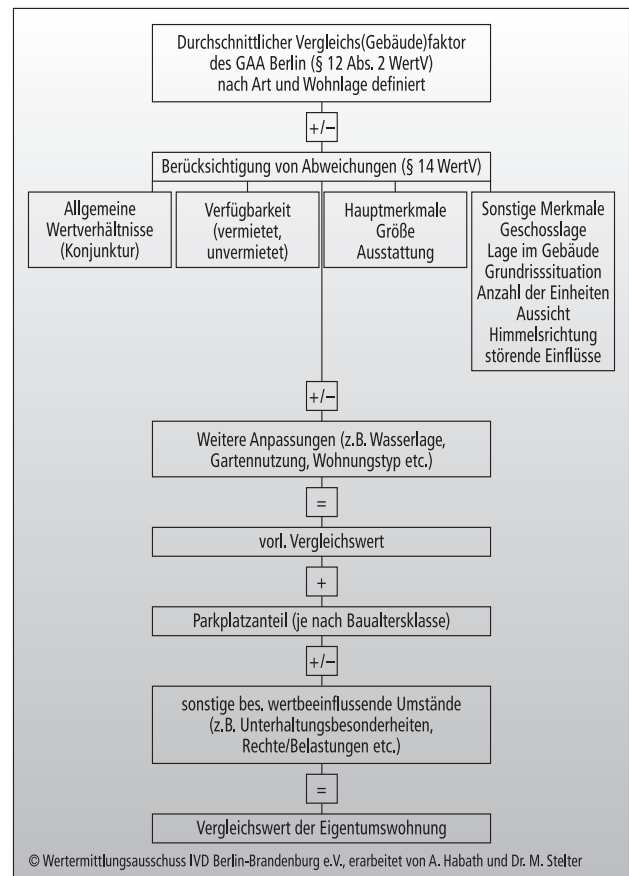 Durchschnittlicher Vergleichs(Gebäude)faktor
des GAA Berlin (§ 12 Abs. 2 WertV)
nach Art und Wohnlage definiert
+/−
Berücksichtigung von Abweichungen (§ 14 WertV)
Allgemeine
Wertverhältnisse
(Konjunktur)
Verfügbarkeit
(vermietet,
unvermietet)
Hauptmerkmale
Größe
Ausstattung
Sonstige Merkmale
Geschosslage
Lage im Gebäude
Grundrisssituation
Anzahl der Einheiten
Aussicht
Himmelsrichtung
störende Einflüsse
+/−
Weitere Anpassungen (z.B. Wasserlage,
Gartennutzung, Wohnungstyp etc.)
=
vorl. Vergleichswert
+
Parkplatzanteil (je nach Baualtersklasse)
+/−
sonstige bes. wertbeeinflussende Umstände
(z.B. Unterhaltungsbesonderheiten,
Rechte/Belastungen etc.)
=
Vergleichswert der Eigentumswohnung
© Wertermittlungsausschuss IVD Berlin-Brandenburg e.V., erarbeitet von A. Habath und Dr. M. Stelter